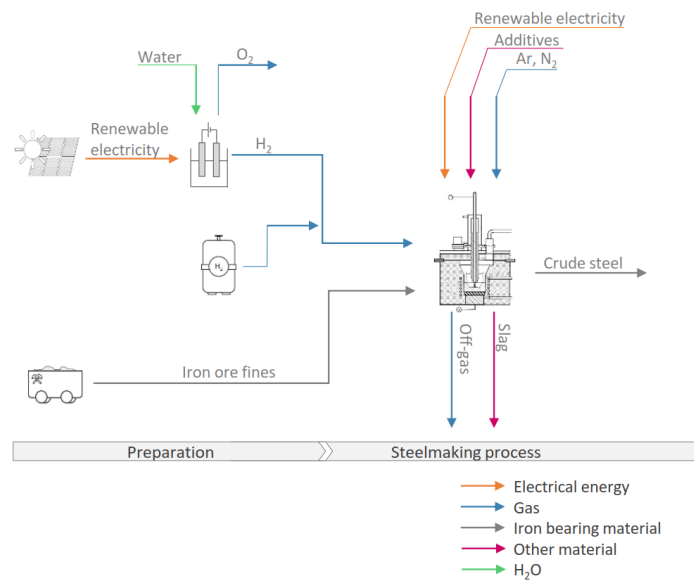 Renewable electricity
Additives
Ar, N₂
Water
O₂
Renewable
electricity
H₂
H₂
Crude steel
Iron ore fines
Off-gas
Slag
Preparation
Steelmaking process
Electrical energy
Gas
Iron bearing material
Other material
H₂O